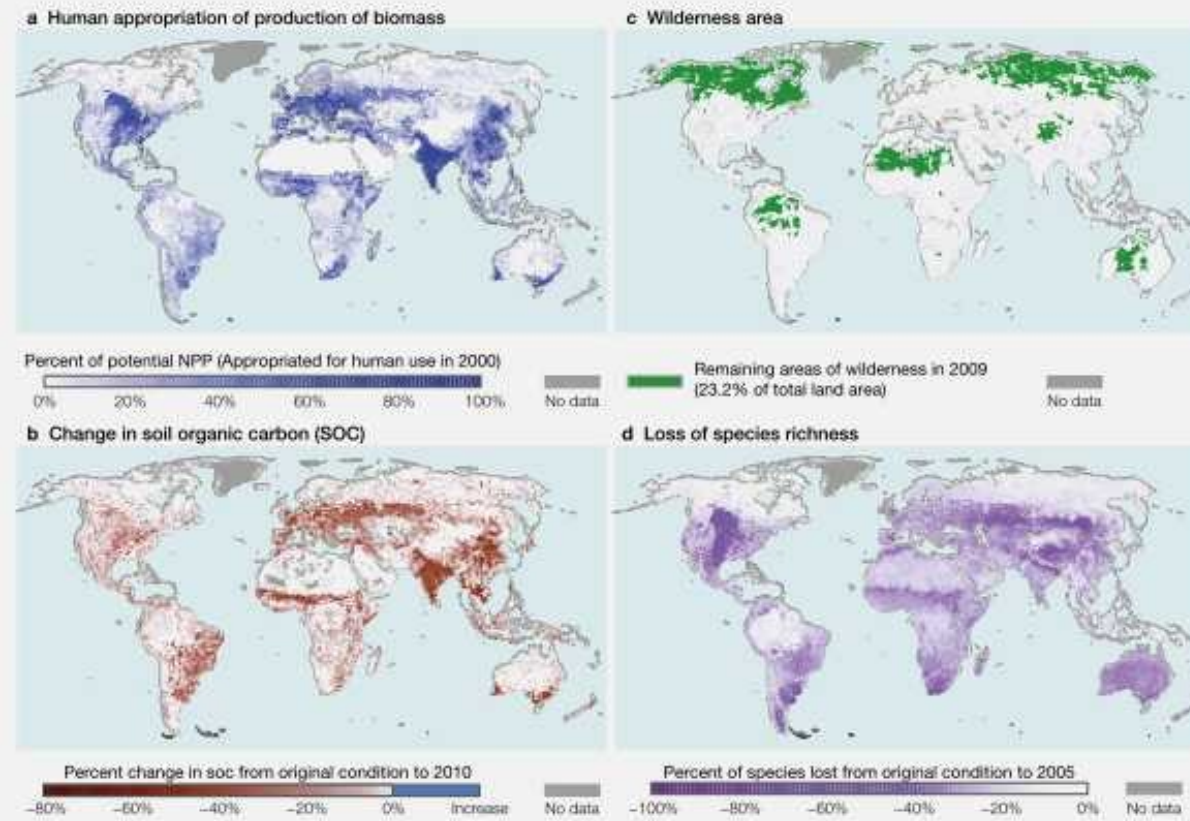 a Human appropriation of production of biomass
c Wilderness area
Percent of potential NPP (Appropriated for human use in 2000)
0% 20% 40% 60% 80% 100% No data
Remaining areas of wilderness in 2009
(23.2% of total land area)
No data
b Change in soil organic carbon (SOC)
d Loss of species richness
Percent change in soc from original condition to 2010
-80% -60% -40% -20% 0% Increase No data
Percent of species lost from original condition to 2005
-100% -80% -60% -40% -20% 0% No data